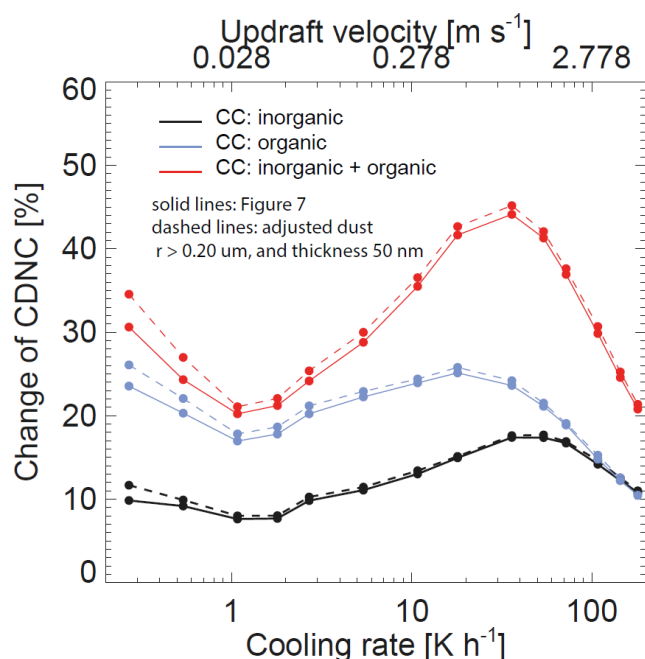 Updraft velocity [m s⁻¹]
0.028 0.278 2.778
60
50
40
30
20
10
0
Change of CDNC [%]
CC: inorganic
CC: organic
CC: inorganic + organic
solid lines: Figure 7
dashed lines: adjusted dust
r > 0.20 um, and thickness 50 nm
1 10 100
Cooling rate [K h⁻¹]